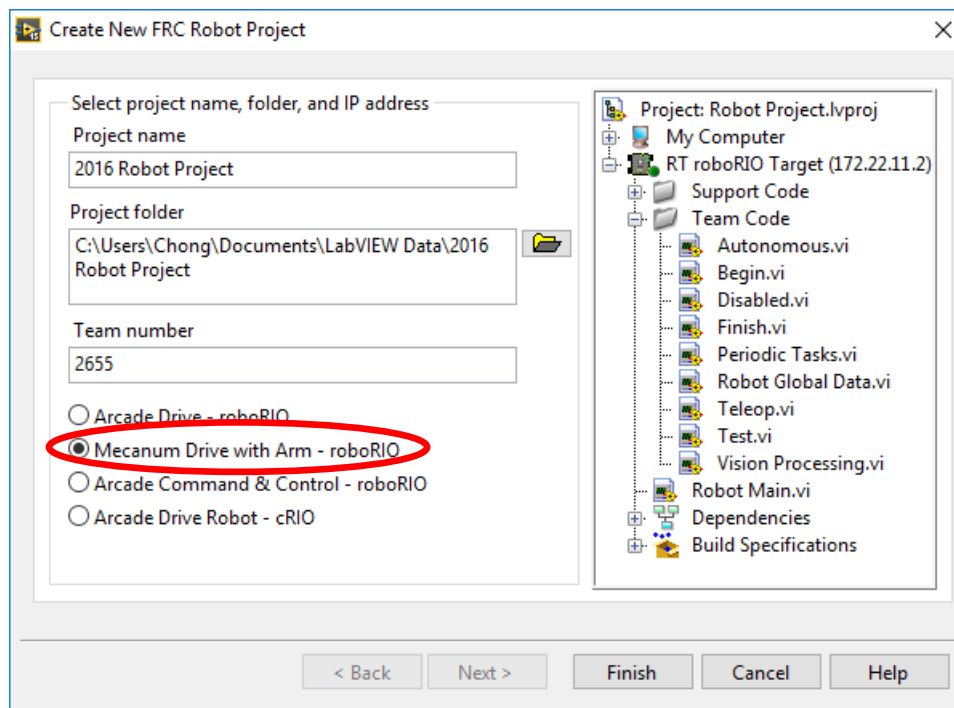 Create New FRC Robot Project
Select project name, folder, and IP address
Project name
2016 Robot Project
Project folder
C:\Users\Chong\Documents\LabVIEW Data\2016
Robot Project
Team number
2655
Arcade Drive - roboRIO
Mecanum Drive with Arm - roboRIO
Arcade Command & Control - roboRIO
Arcade Drive Robot - cRIO
Project: Robot Project.lvproj
My Computer
RT roboRIO Target (172.22.11.2)
Support Code
Team Code
Autonomous.vi
Begin.vi
Disabled.vi
Finish.vi
Periodic Tasks.vi
Robot Global Data.vi
Teleop.vi
Test.vi
Vision Processing.vi
Robot Main.vi
Dependencies
Build Specifications
< Back
Next >
Finish
Cancel
Help